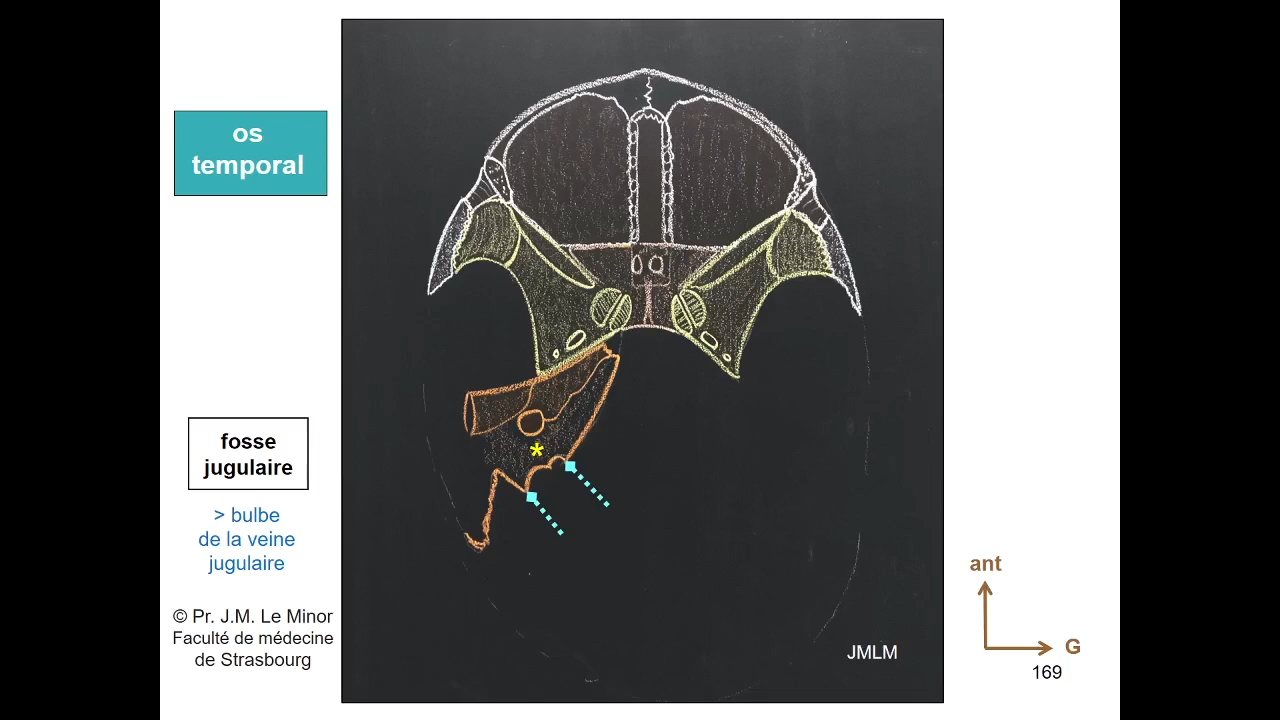 os
temporal
fosse
jugulaire
> bulbe
de la veine
jugulaire
© Pr. J.M. Le Minor
Faculté de médecine
de Strasbourg
*
JMLM
ant
G
169